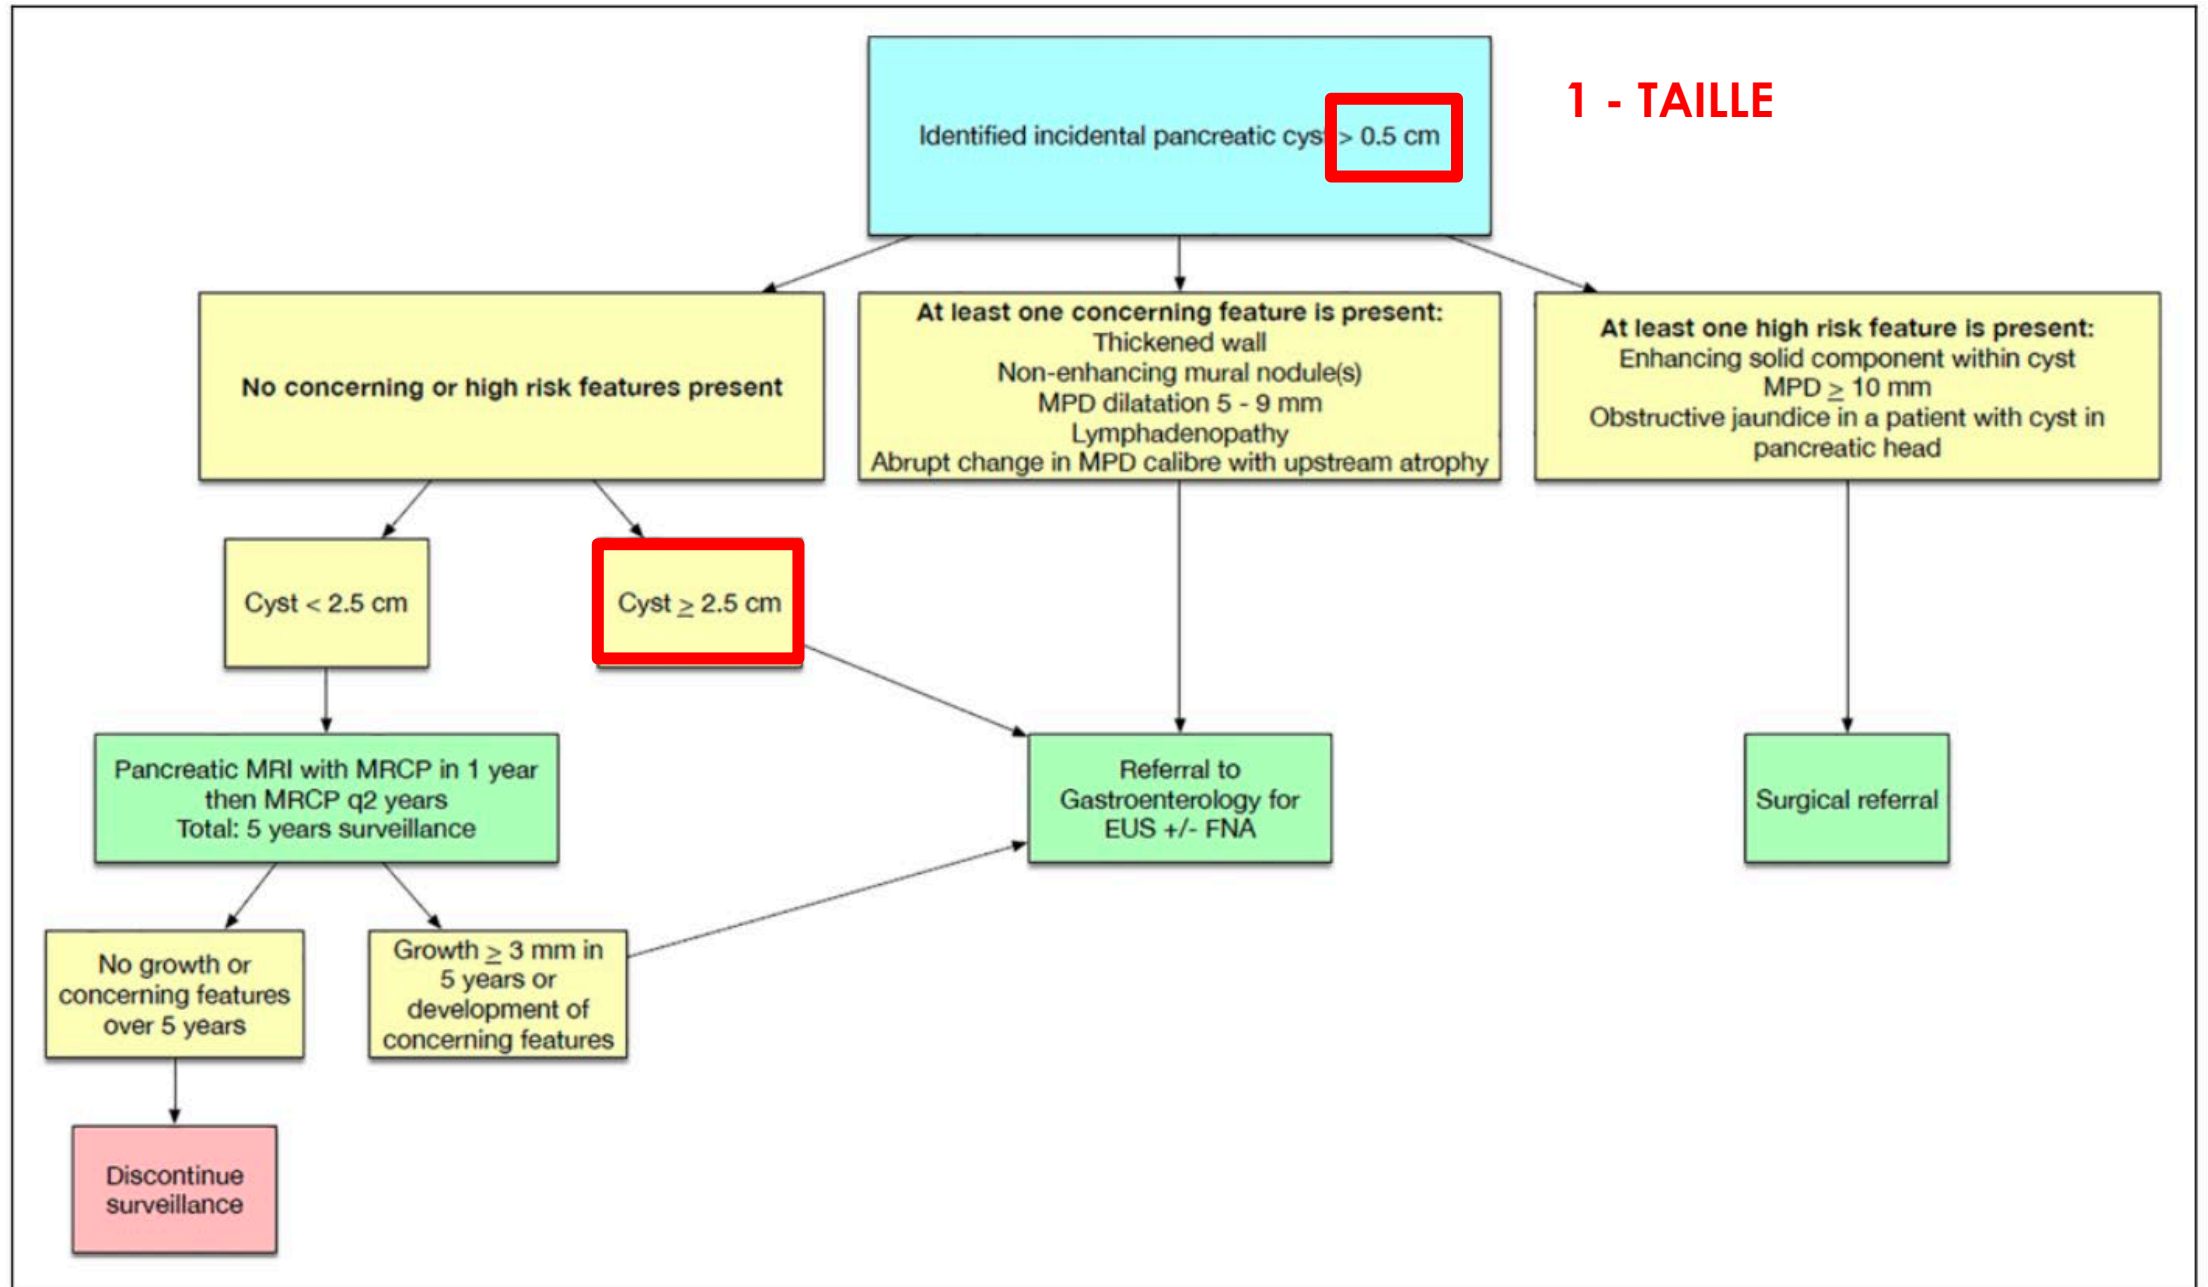 1 - TAILLE
Identified incidental pancreatic cys > 0.5 cm
No concerning or high risk features present
At least one concerning feature is present:
Thickened wall
Non-enhancing mural nodule(s)
MPD dilatation 5 - 9 mm
Lymphadenopathy
Abrupt change in MPD calibre with upstream atrophy
At least one high risk feature is present:
Enhancing solid component within cyst
MPD ≥ 10 mm
Obstructive jaundice in a patient with cyst in
pancreatic head
Cyst < 2.5 cm
Cyst ≥ 2.5 cm
Pancreatic MRI with MRCP in 1 year
then MRCP q2 years
Total: 5 years surveillance
Referral to
Gastroenterology for
EUS +/- FNA
Surgical referral
No growth or
concerning features
over 5 years
Growth ≥ 3 mm in
5 years or
development of
concerning features
Discontinue
surveillance